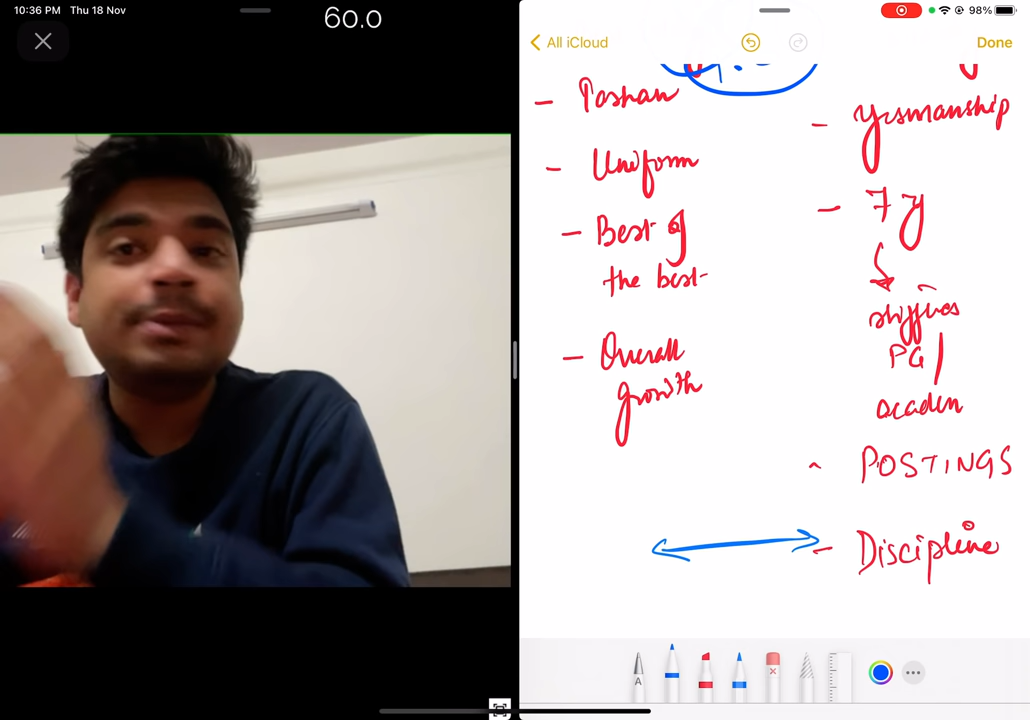 10:36 PM Thu 18 Nov
60.0
98%
All iCloud
Done
- Poshan
- Uniform
- Best of
the best
- Overall
growth
- Yesmanship
- 7 y
PG/
academ
- POSTINGS
- Discipline
A